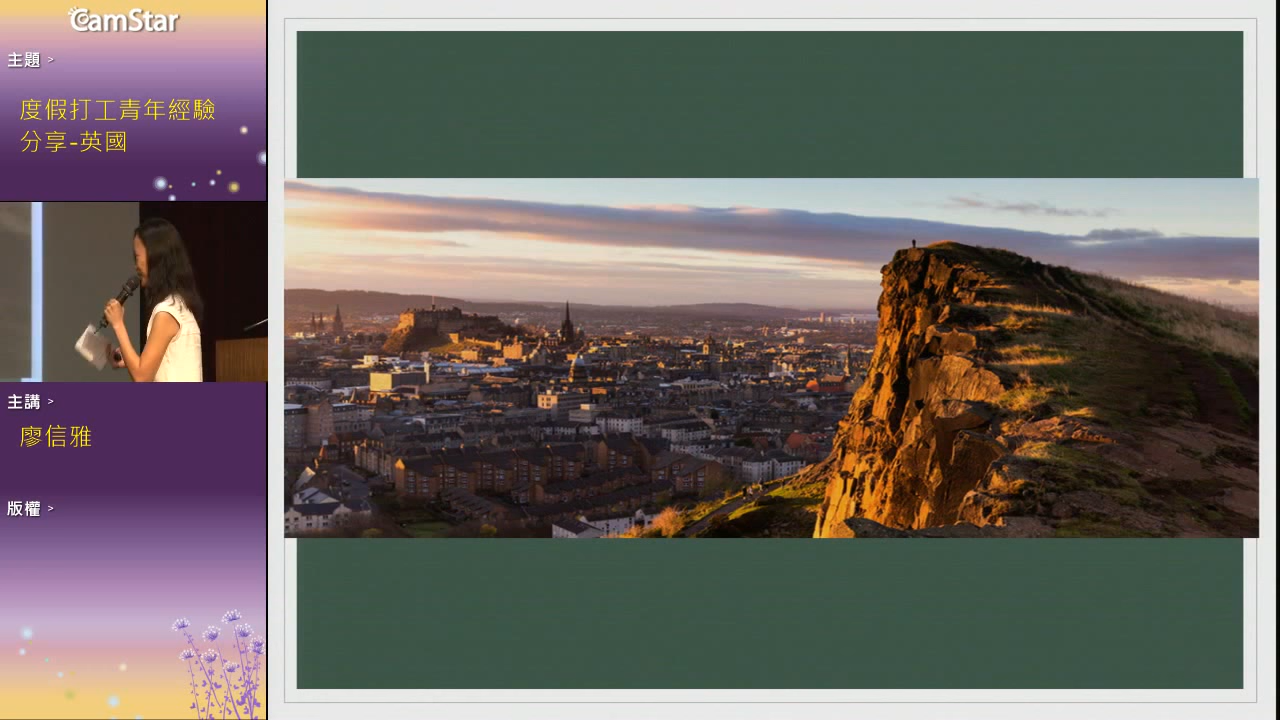 CamStar
主題 >
度假打工青年經驗
分享-英國
主講 >
廖信雅
版權 >